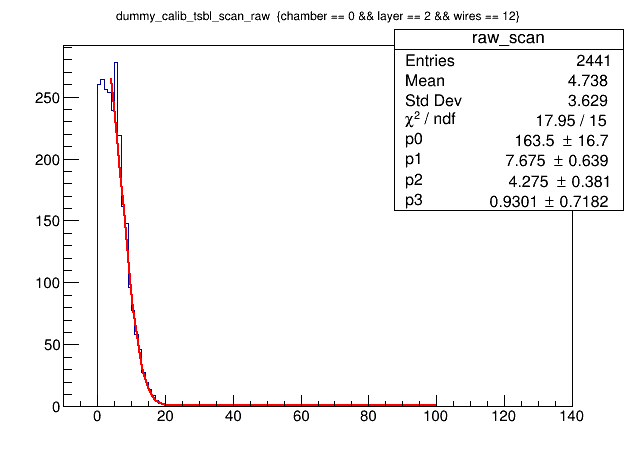 dummy_calib_tsbl_scan_raw {chamber == 0 && layer == 2 && wires == 12}
raw_scan
Entries 2441
Mean 4.738
Std Dev 3.629
χ² / ndf 17.95 / 15
p0 163.5 ± 16.7
p1 7.675 ± 0.639
p2 4.275 ± 0.381
p3 0.9301 ± 0.7182
250
200
150
100
50
0
0 20 40 60 80 100 120 140